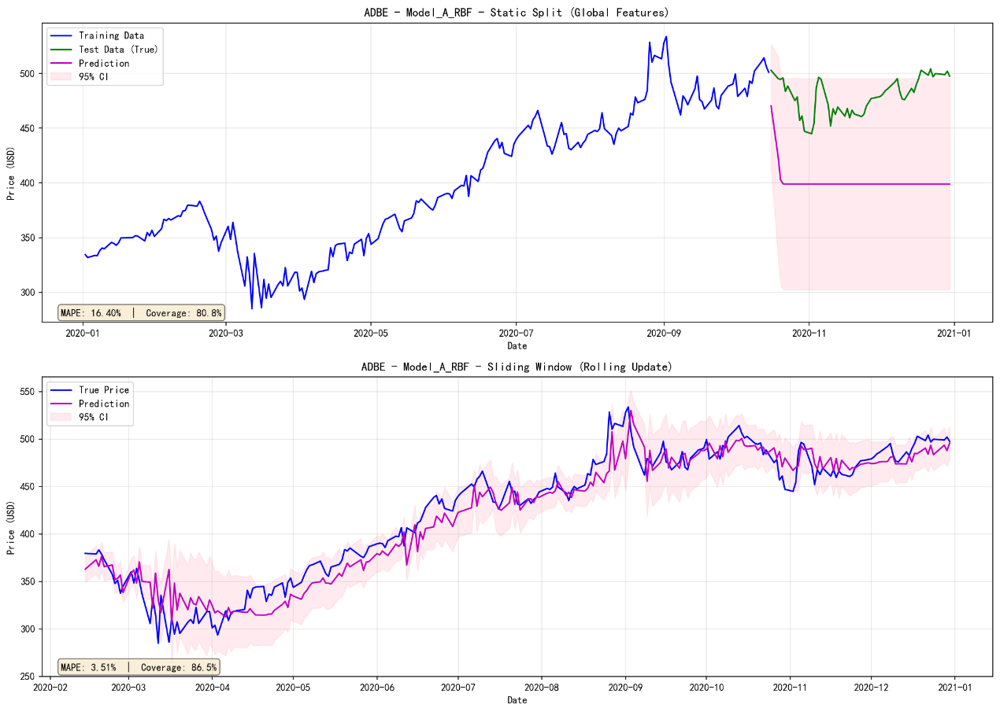 ADBE - Model_A_RBF - Static Split (Global Features)
Training Data
Test Data (True)
Prediction
95% CI
Price (USD)
500
450
400
350
300
MAPE: 16.40% | Coverage: 80.8%
2020-01 2020-03 2020-05 2020-07 2020-09 2020-11 2021-01
Date
ADBE - Model_A_RBF - Sliding Window (Rolling Update)
True Price
Prediction
95% CI
Price (USD)
550
500
450
400
350
300
250
MAPE: 3.51% | Coverage: 86.5%
2020-02 2020-03 2020-04 2020-05 2020-06 2020-07 2020-08 2020-09 2020-10 2020-11 2020-12 2021-01
Date